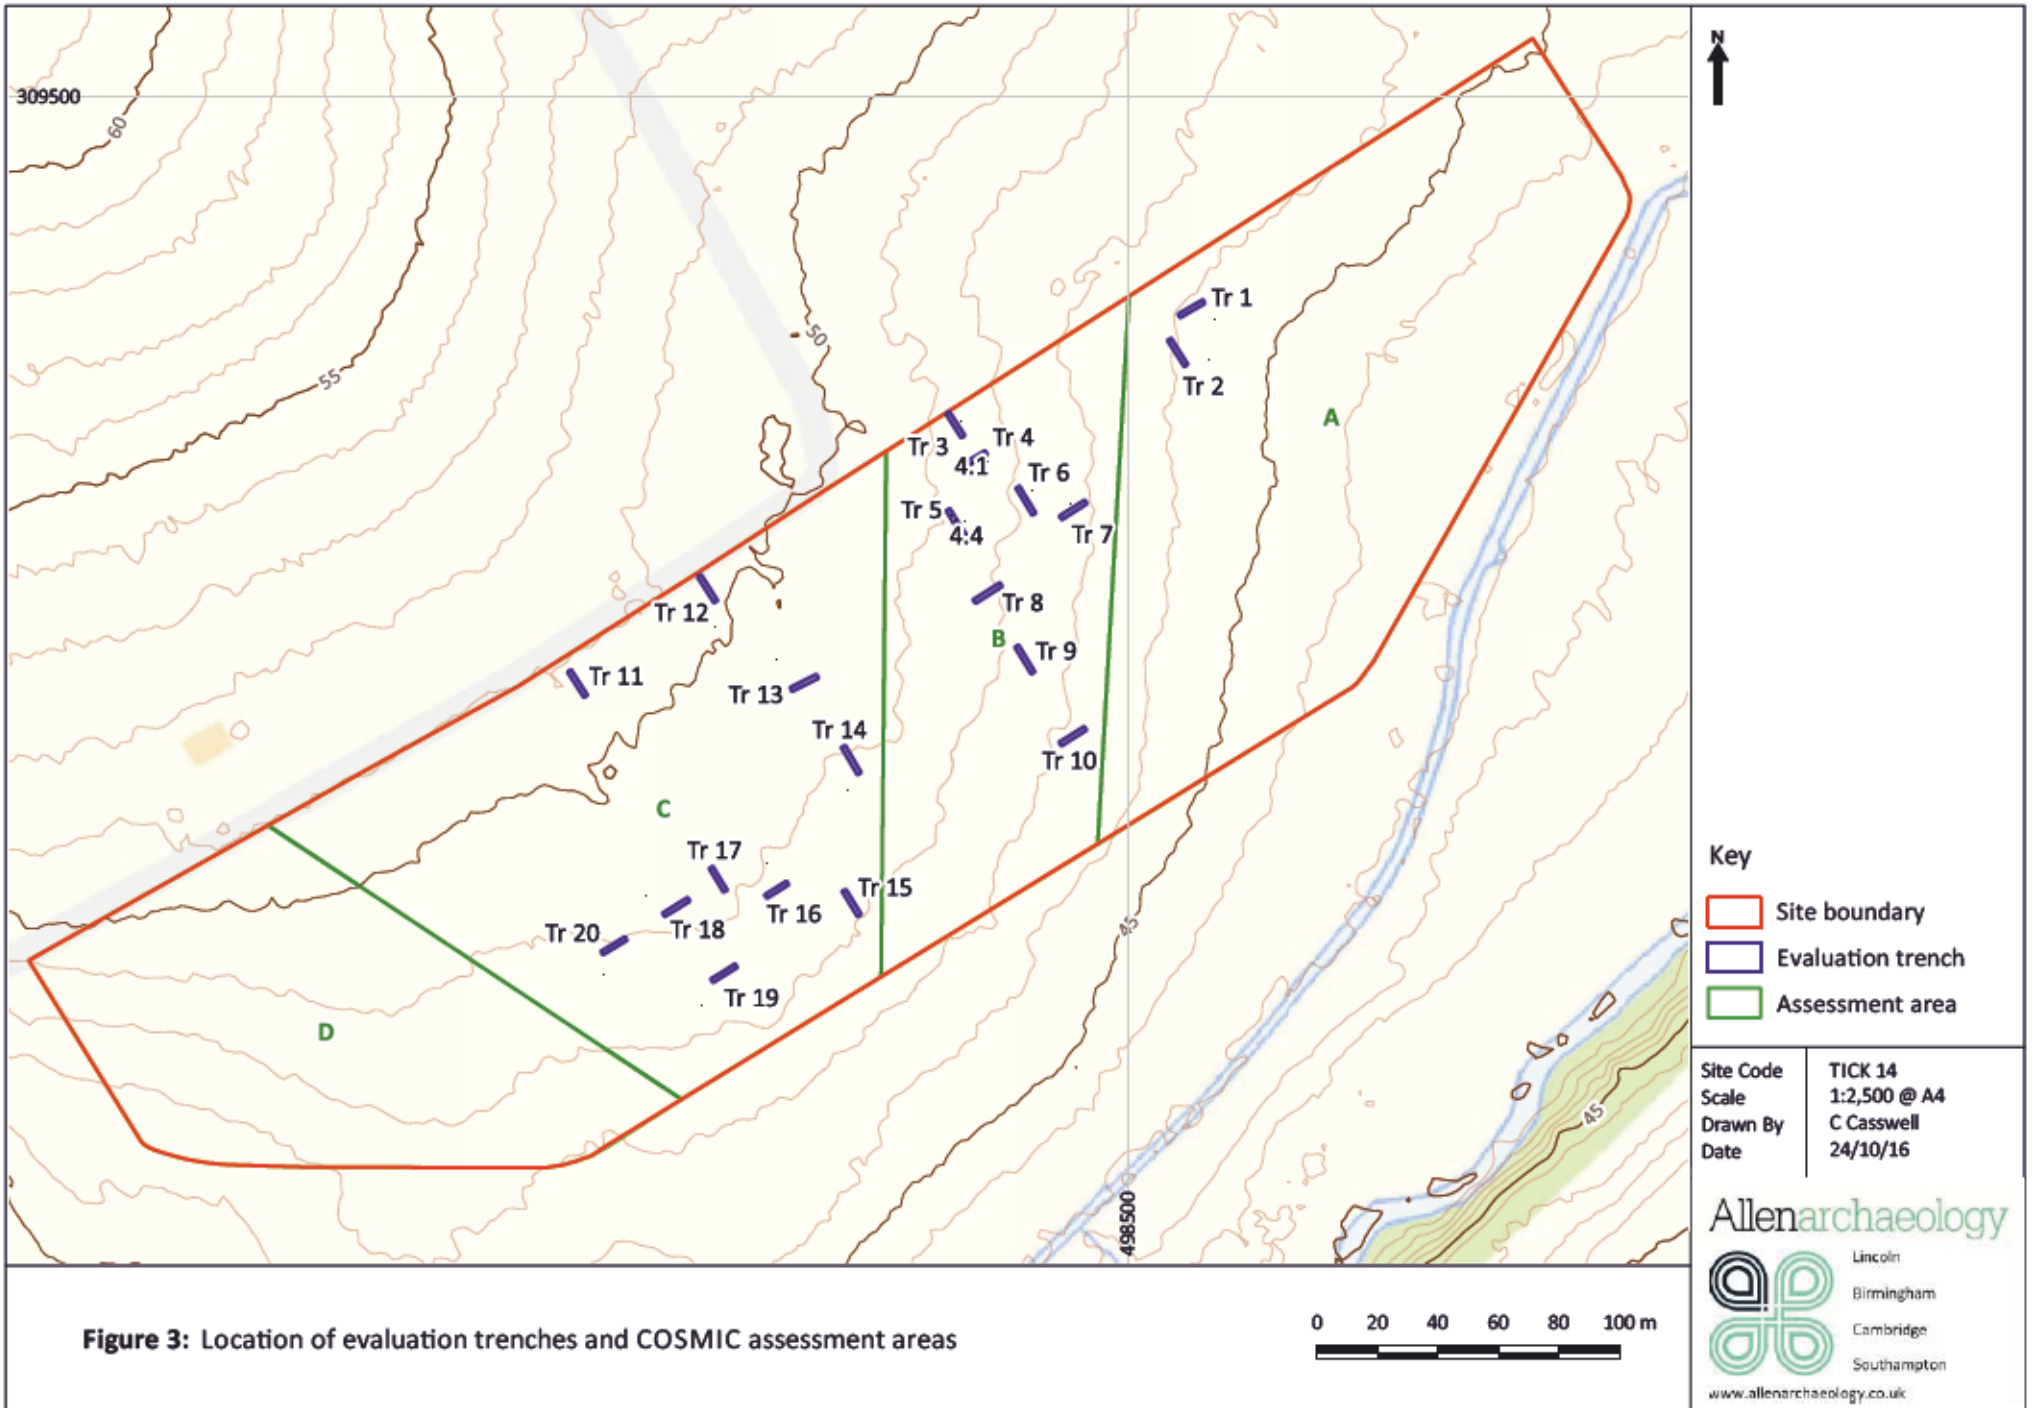 309500
60
55
50
Tr 1
Tr 2
A
Tr 3
Tr 4
4:1
Tr 6
Tr 5
4:4
Tr 7
Tr 8
B
Tr 9
Tr 10
Tr 12
Tr 11
Tr 13
Tr 14
C
Tr 17
Tr 15
Tr 16
Tr 18
Tr 20
Tr 19
D
45
45
498500
N
Key
Site boundary
Evaluation trench
Assessment area
Site Code TICK 14
Scale 1:2,500 @ A4
Drawn By C Casswell
Date 24/10/16
Allenarchaeology
Lincoln
Birmingham
Cambridge
Southampton
www.allenarchaeology.co.uk
Figure 3: Location of evaluation trenches and COSMIC assessment areas
0 20 40 60 80 100 m